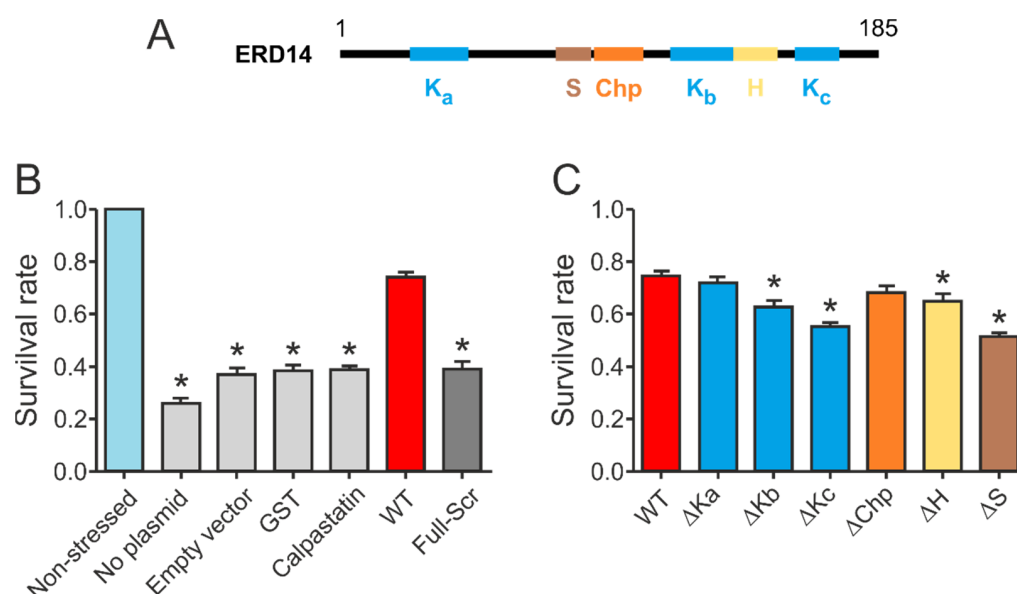 A
1
185
ERD14
Ka
S
Chp
Kb
H
Kc
B
Survilval rate
1.0
0.8
0.6
0.4
0.2
0.0
*
*
*
*
*
Non-stressed
No plasmid
Empty vector
GST
Calpastatin
WT
Full-Scr
C
Survilval rate
1.0
0.8
0.6
0.4
0.2
0.0
*
*
*
*
WT
ΔKa
ΔKb
ΔKc
ΔChp
ΔH
ΔS